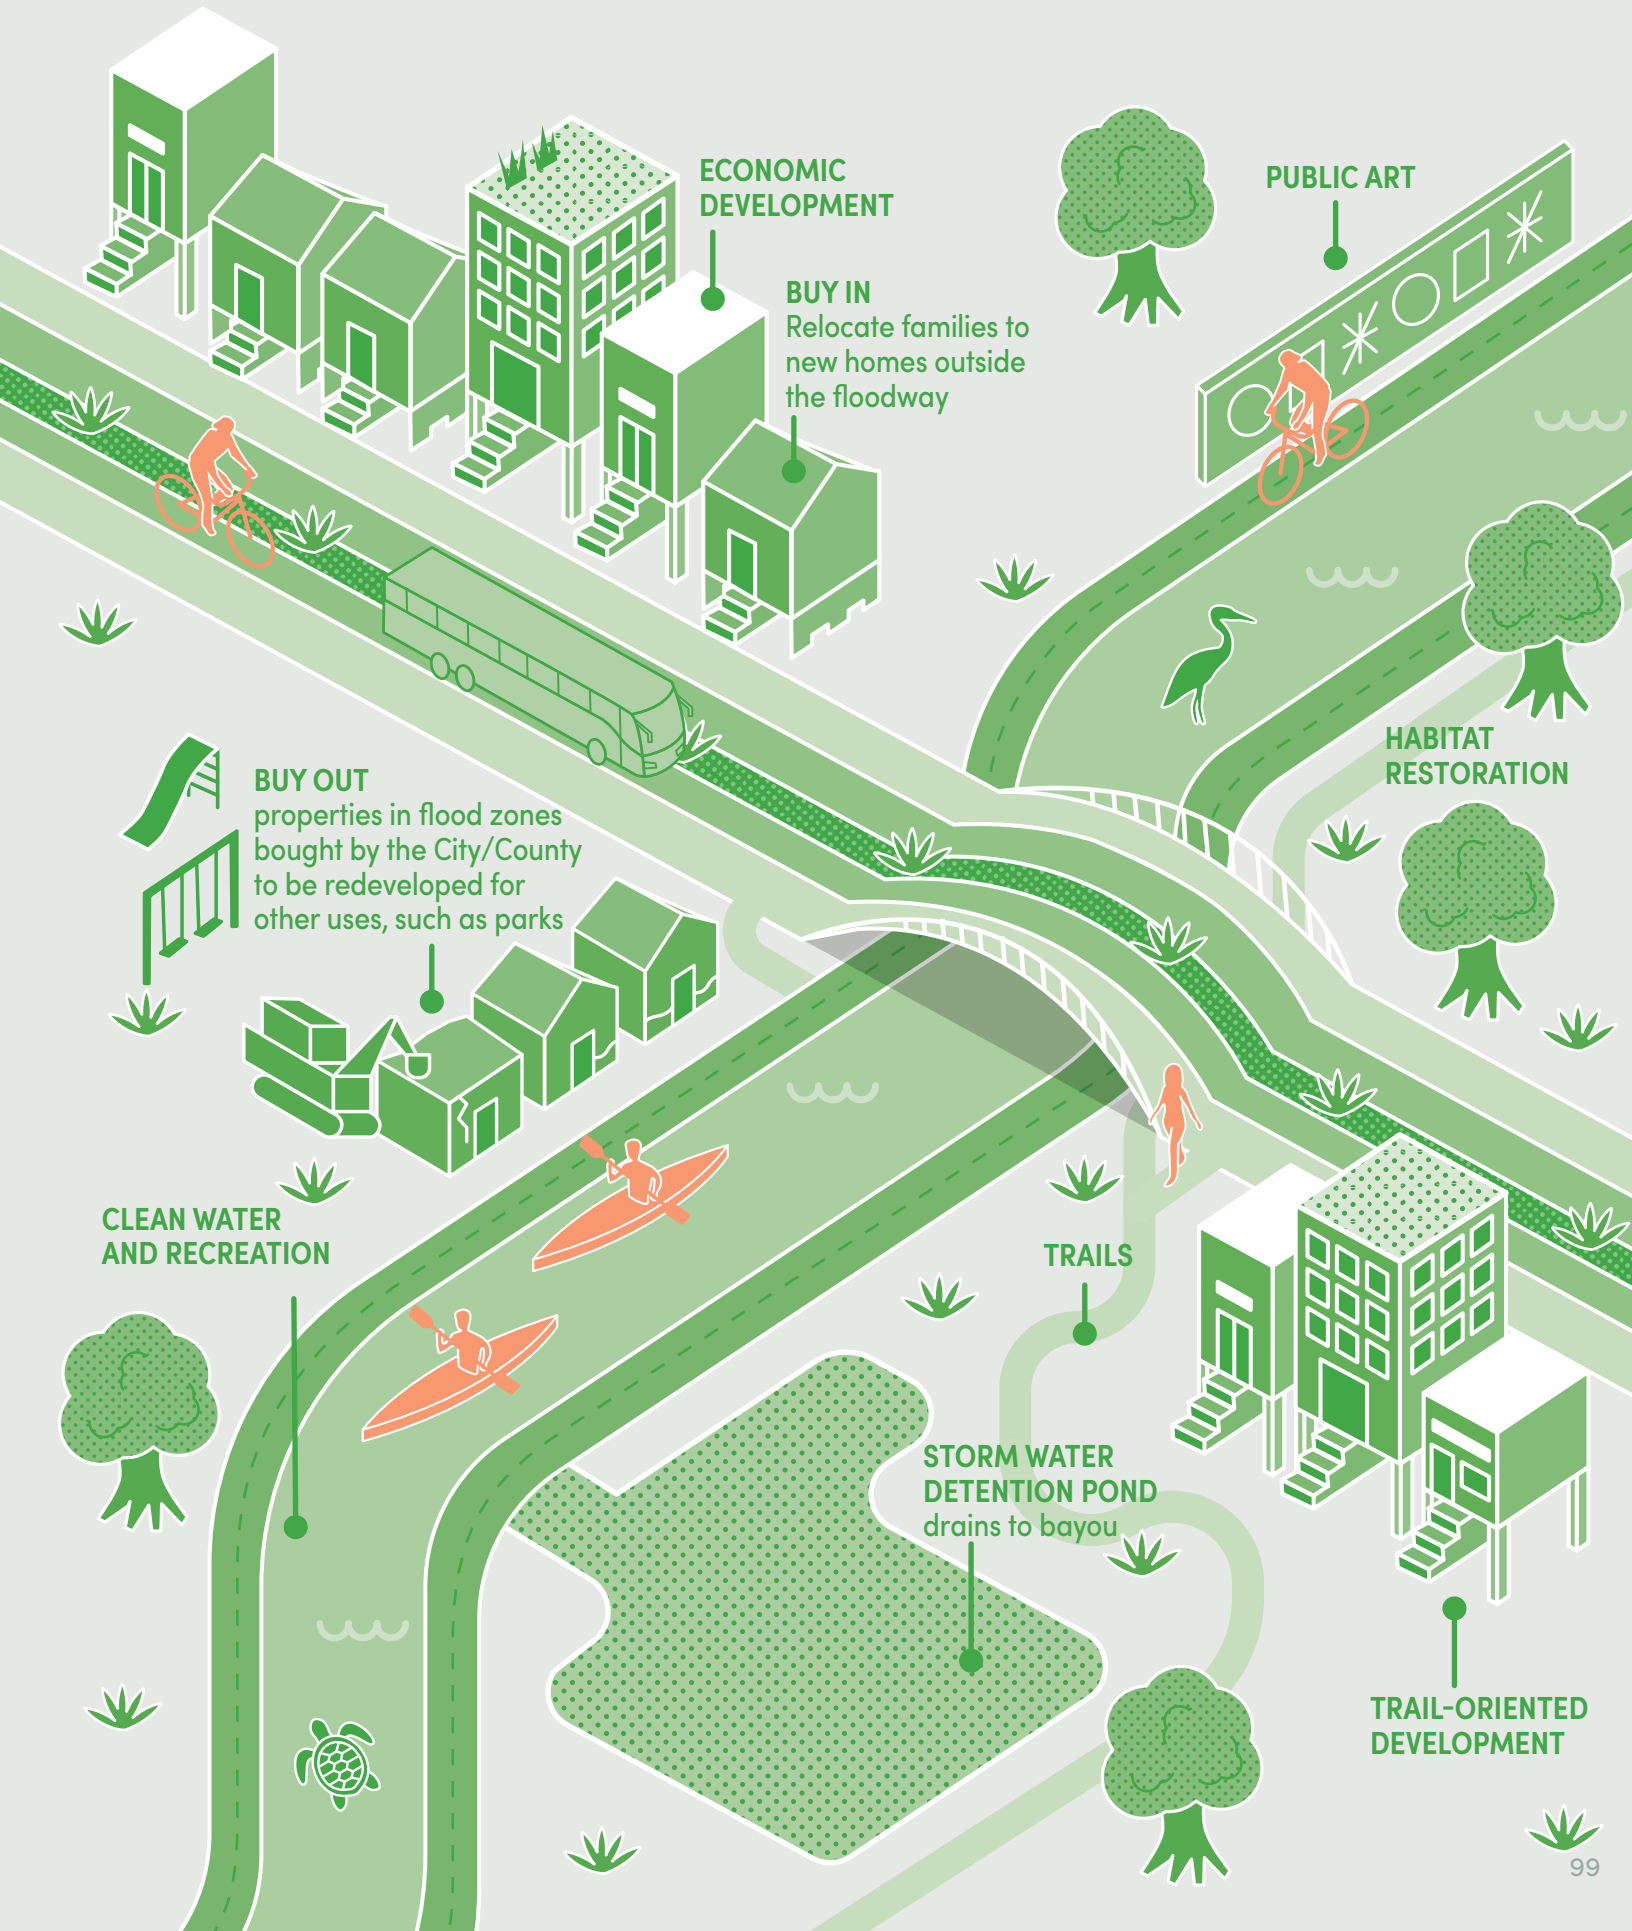 ECONOMIC
DEVELOPMENT
PUBLIC ART
BUY IN
Relocate families to
new homes outside
the floodway
HABITAT
RESTORATION
BUY OUT
properties in flood zones
bought by the City/County
to be redeveloped for
other uses, such as parks
CLEAN WATER
AND RECREATION
TRAILS
STORM WATER
DETENTION POND
drains to bayou
TRAIL-ORIENTED
DEVELOPMENT
99